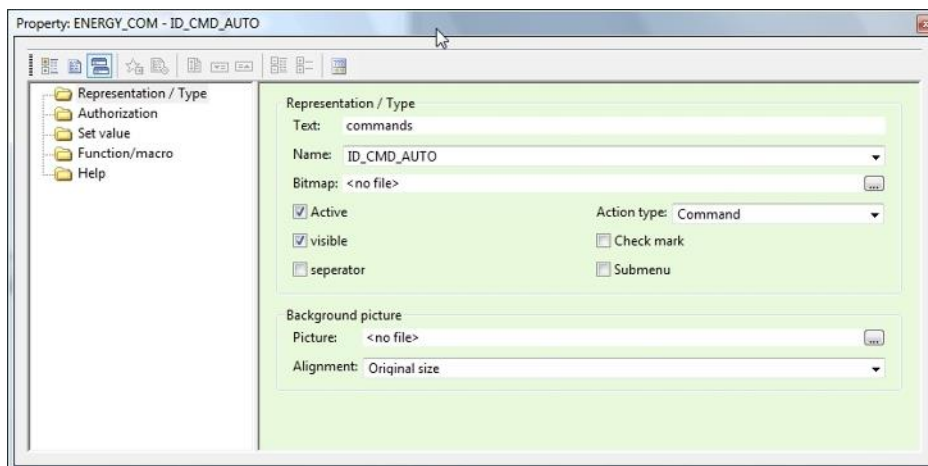 Property: ENERGY_COM - ID_CMD_AUTO
Representation / Type
Authorization
Set value
Function/macro
Help
Representation / Type
Text: commands
Name: ID_CMD_AUTO
Bitmap: <no file> ...
Active
Action type: Command
visible
Check mark
seperator
Submenu
Background picture
Picture: <no file> ...
Alignment: Original size